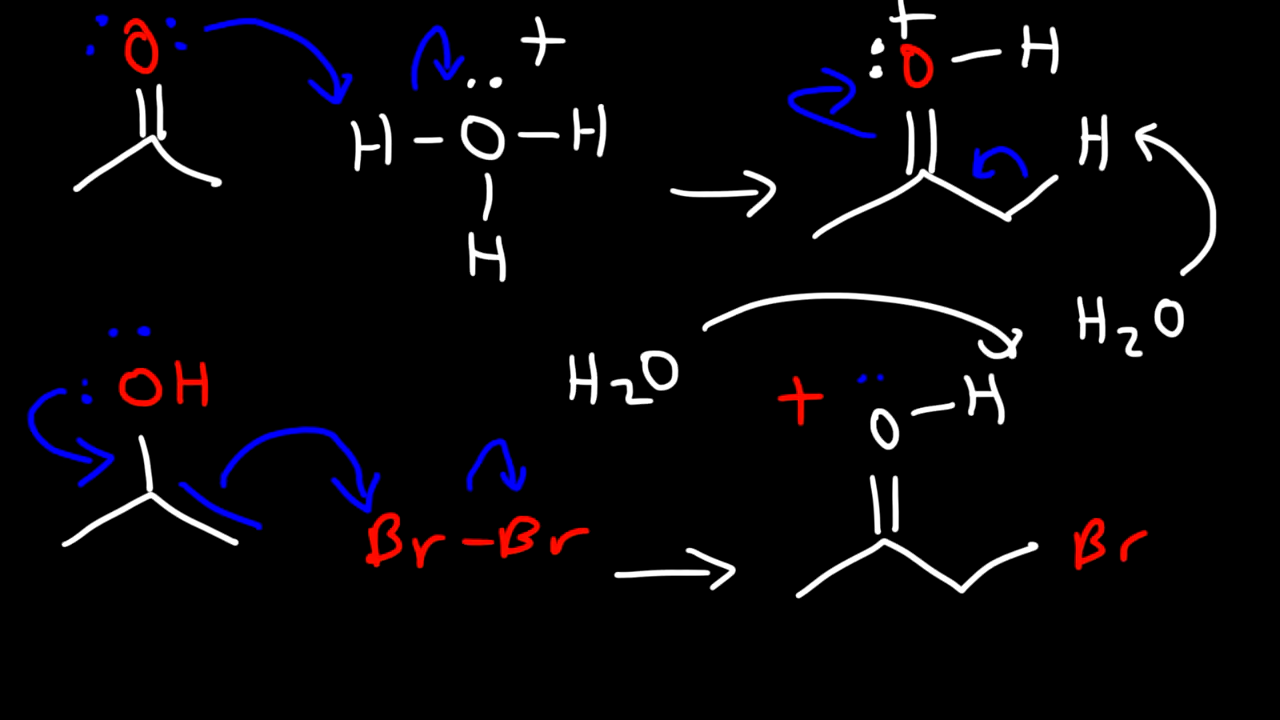 +
:O: +
:O – H
H – O – H H
H
H2O
H2O
:OH + O – H
Br – Br Br